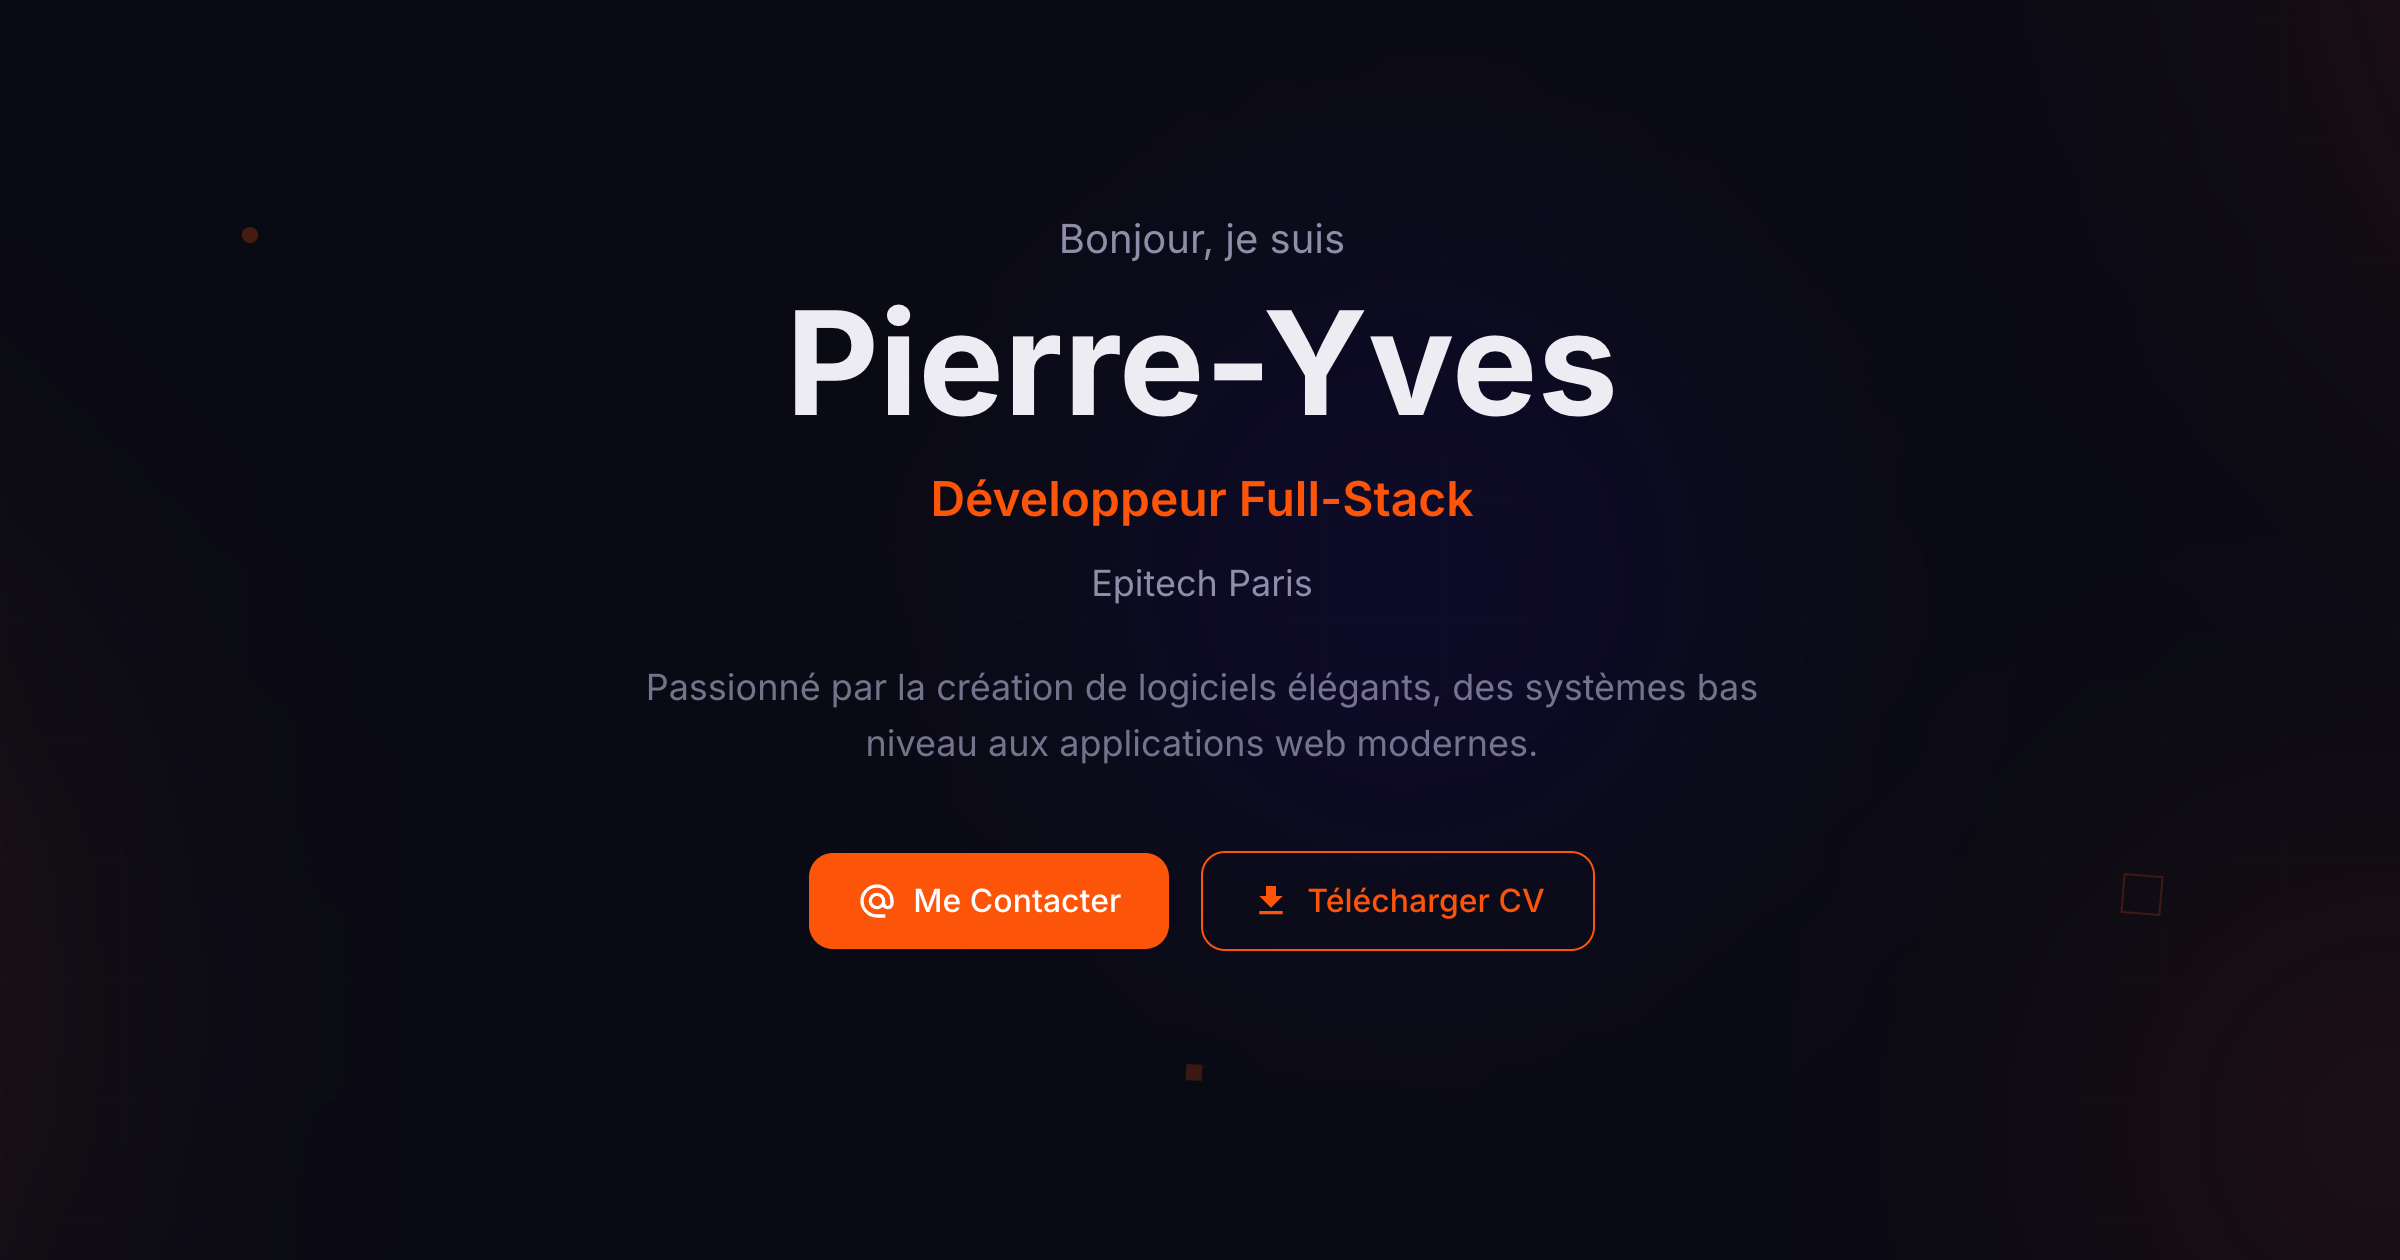 Bonjour, je suis
Pierre-Yves
Développeur Full-Stack
Epitech Paris
Passionné par la création de logiciels élégants, des systèmes bas
niveau aux applications web modernes.
Me Contacter
Télécharger CV